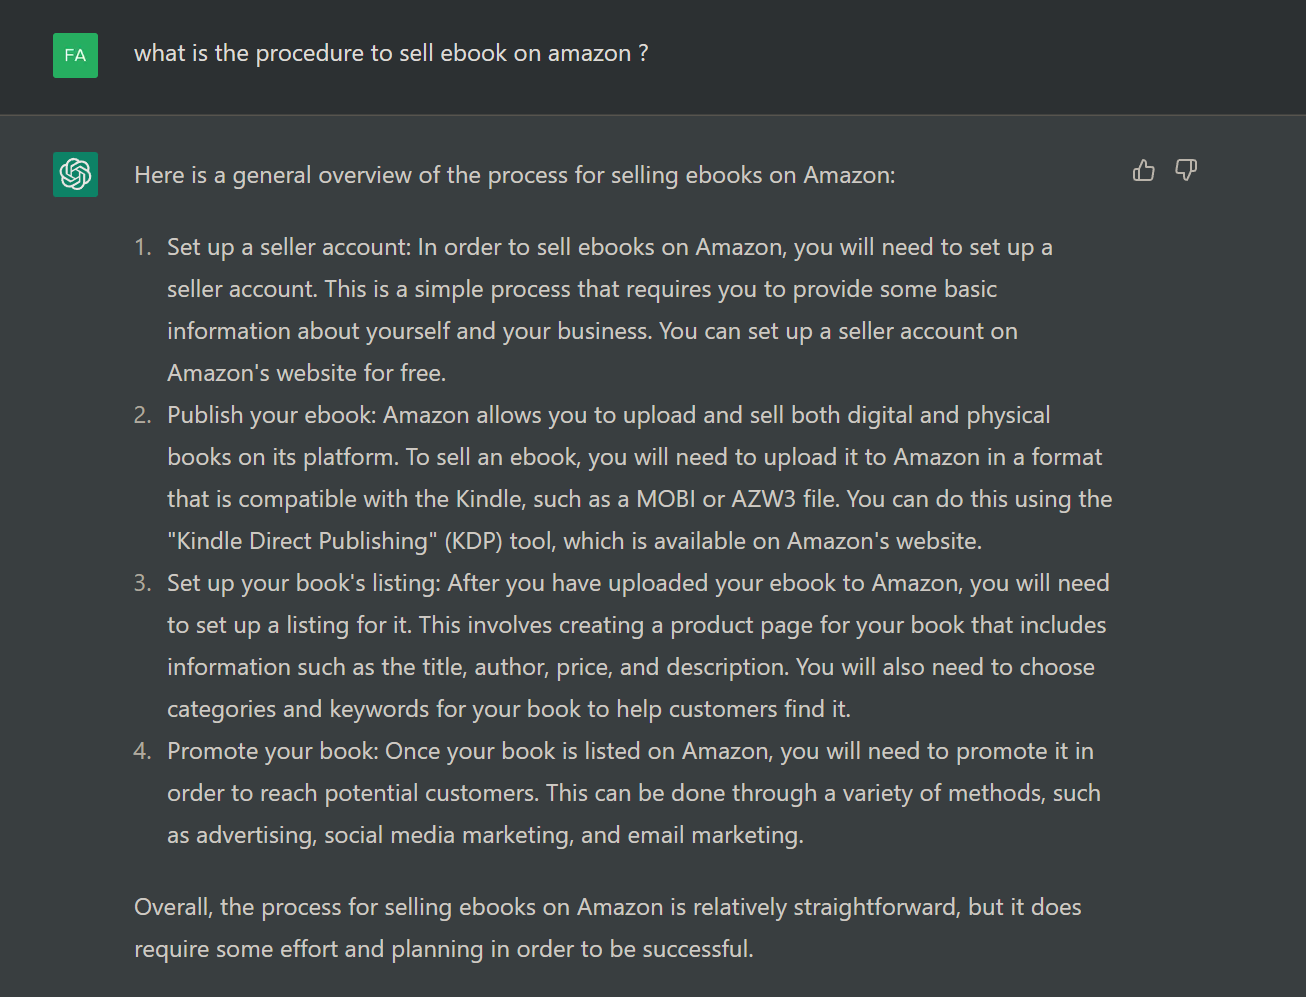 FA
what is the procedure to sell ebook on amazon ?
Here is a general overview of the process for selling ebooks on Amazon:
1. Set up a seller account: In order to sell ebooks on Amazon, you will need to set up a
seller account. This is a simple process that requires you to provide some basic
information about yourself and your business. You can set up a seller account on
Amazon's website for free.
2. Publish your ebook: Amazon allows you to upload and sell both digital and physical
books on its platform. To sell an ebook, you will need to upload it to Amazon in a format
that is compatible with the Kindle, such as a MOBI or AZW3 file. You can do this using the
"Kindle Direct Publishing" (KDP) tool, which is available on Amazon's website.
3. Set up your book's listing: After you have uploaded your ebook to Amazon, you will need
to set up a listing for it. This involves creating a product page for your book that includes
information such as the title, author, price, and description. You will also need to choose
categories and keywords for your book to help customers find it.
4. Promote your book: Once your book is listed on Amazon, you will need to promote it in
order to reach potential customers. This can be done through a variety of methods, such
as advertising, social media marketing, and email marketing.
Overall, the process for selling ebooks on Amazon is relatively straightforward, but it does
require some effort and planning in order to be successful.